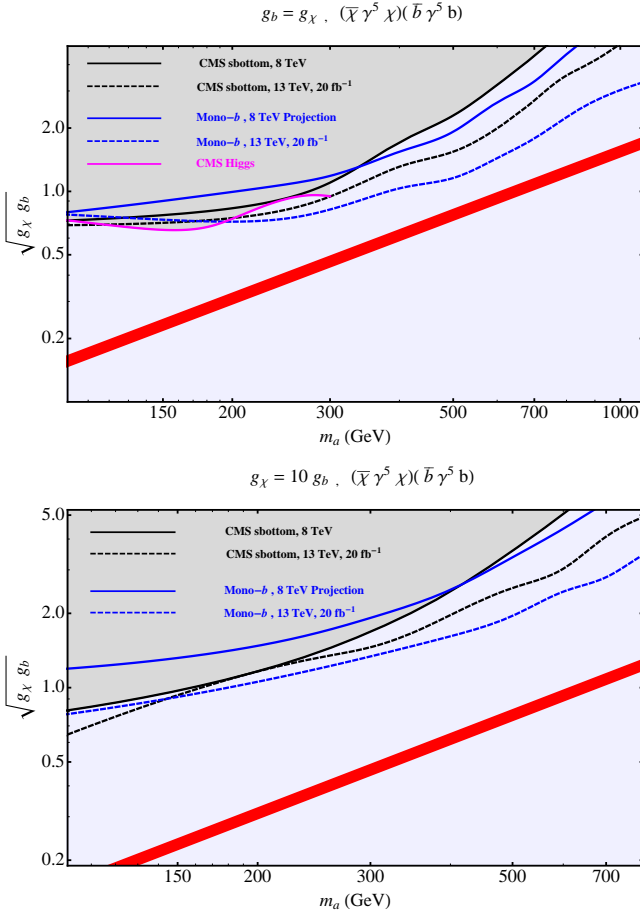 g_b = g_χ , (χ̅ γ⁵ χ)(b̅ γ⁵ b)
CMS sbottom, 8 TeV
CMS sbottom, 13 TeV, 20 fb⁻¹
Mono−b , 8 TeV Projection
Mono−b , 13 TeV, 20 fb⁻¹
CMS Higgs
√(g_χ g_b)
2.0
1.0
0.5
0.2
150 200 300 500 700 1000
m_a (GeV)
g_χ = 10 g_b , (χ̅ γ⁵ χ)(b̅ γ⁵ b)
CMS sbottom, 8 TeV
CMS sbottom, 13 TeV, 20 fb⁻¹
Mono−b , 8 TeV Projection
Mono−b , 13 TeV, 20 fb⁻¹
√(g_χ g_b)
5.0
2.0
1.0
0.5
0.2
150 200 300 500 700
m_a (GeV)